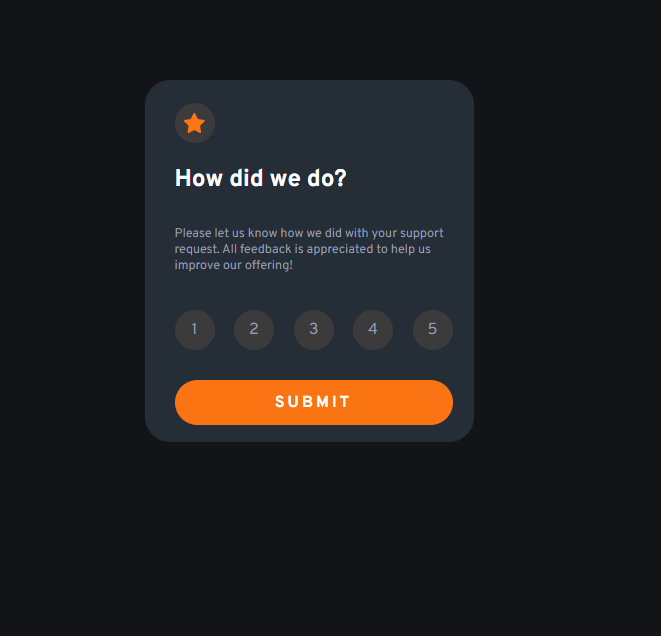 How did we do?
Please let us know how we did with your support
request. All feedback is appreciated to help us
improve our offering!
1 2 3 4 5
SUBMIT